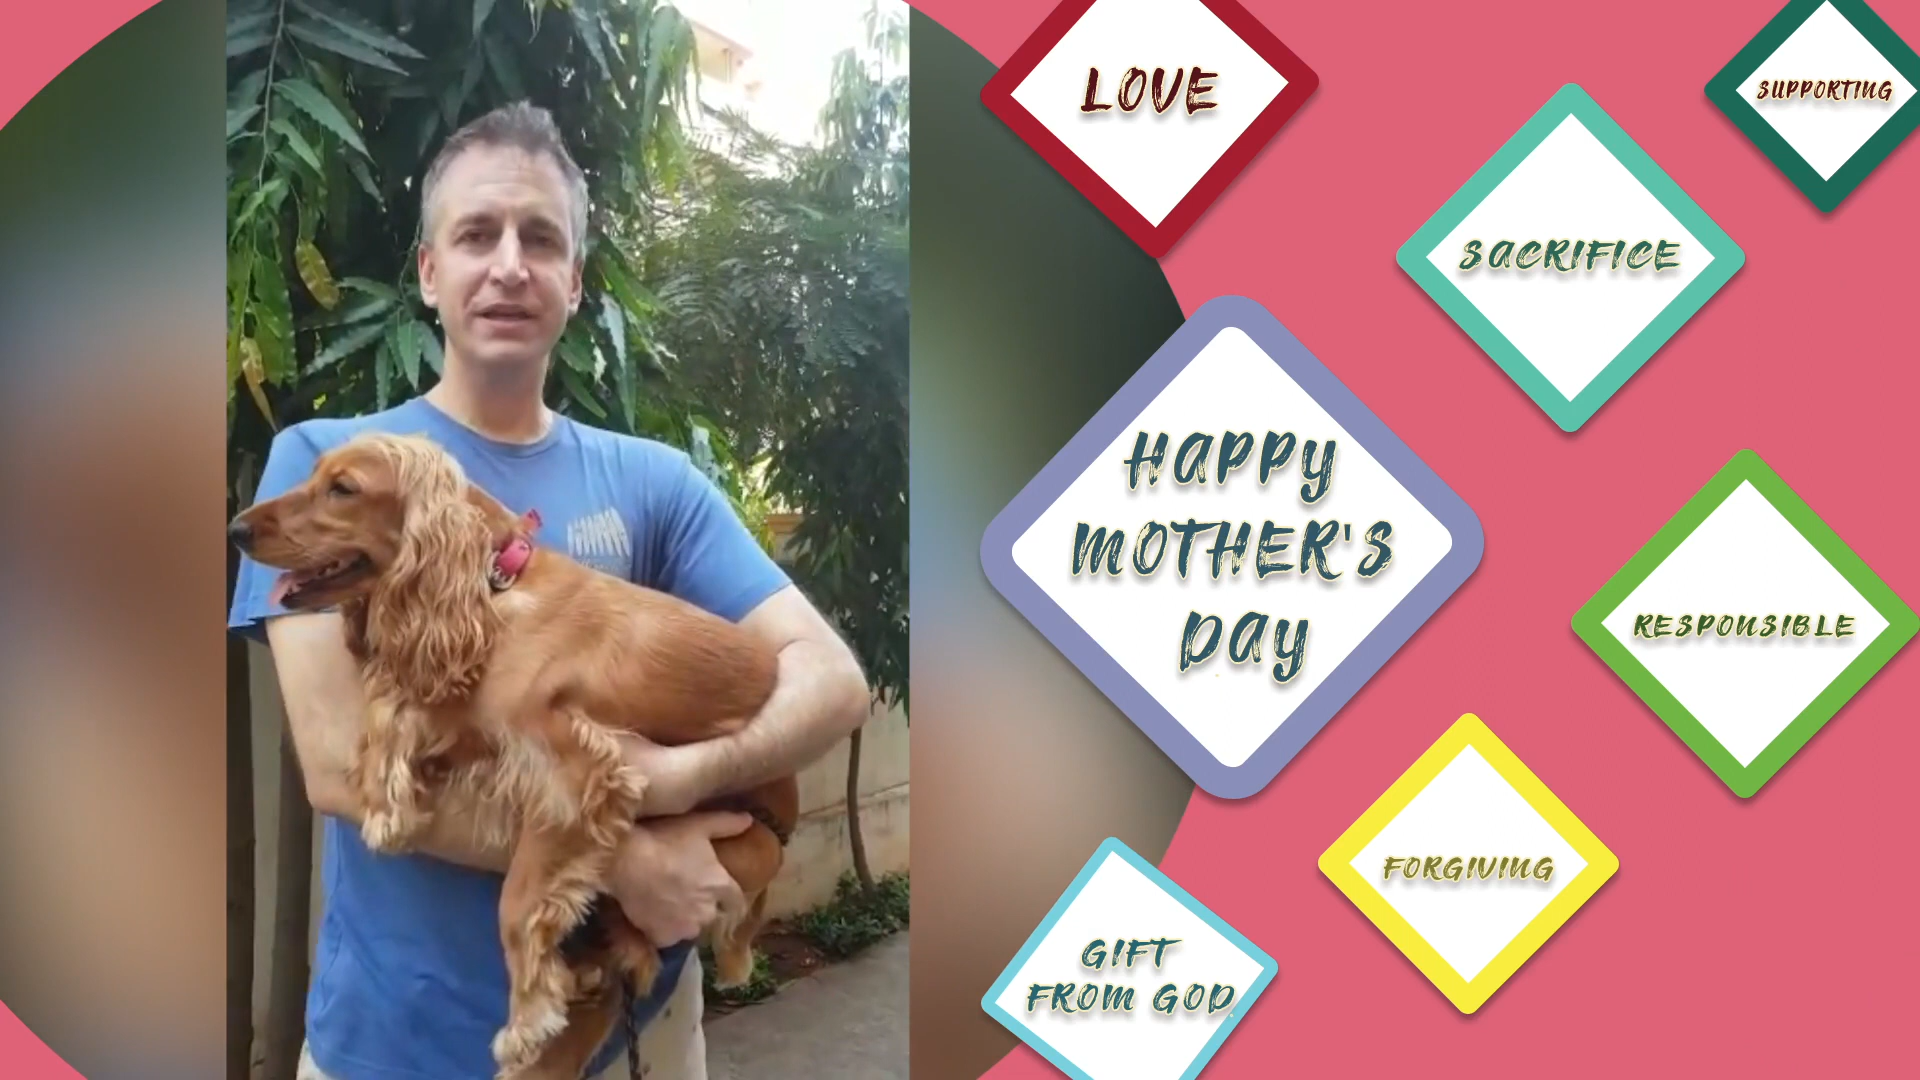 LOVE
SUPPORTING
SACRIFICE
HAPPY
MOTHER'S
DAY
RESPONSIBLE
FORGIVING
GIFT
FROM GOD